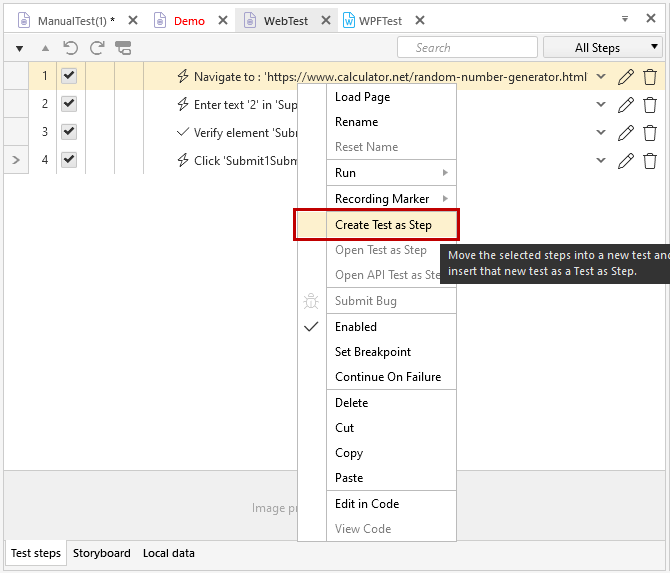 ManualTest(1) *
Demo
WebTest
WPFTest
Search
All Steps
1 Navigate to : 'https://www.calculator.net/random-number-generator.html
2 Enter text '2' in 'Sup
3 Verify element 'Subm
4 Click 'Submit1Subm
Load Page
Rename
Reset Name
Run
Recording Marker
Create Test as Step
Open Test as Step
Move the selected steps into a new test and
insert that new test as a Test as Step.
Open API Test as Ste
Submit Bug
Enabled
Set Breakpoint
Continue On Failure
Delete
Cut
Copy
Paste
Edit in Code
Image pr
View Code
Test steps
Storyboard
Local data